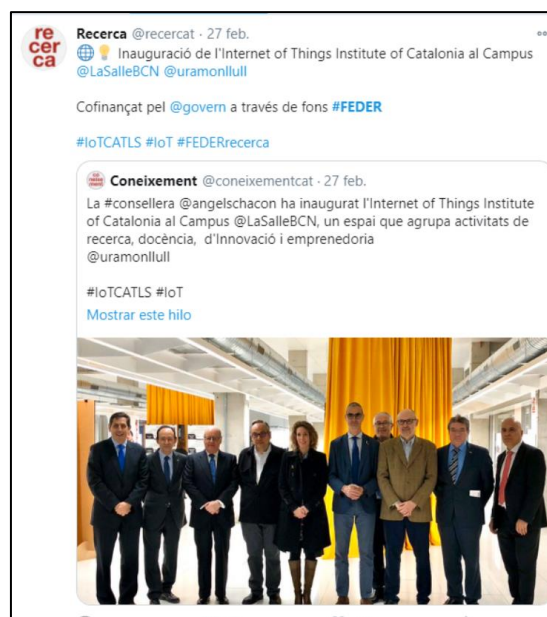 re
cer
ca
Recerca @recercat · 27 feb.
Inauguració de l'Internet of Things Institute of Catalonia al Campus
@LaSalleBCN @uramonllull
Cofinançat pel @govern a través de fons #FEDER
#IoTCATLS #IoT #FEDERrecerca
Coneixement @coneixementcat · 27 feb.
La #consellera @angelschacon ha inaugurat l'Internet of Things Institute
of Catalonia al Campus @LaSalleBCN, un espai que agrupa activitats de
recerca, docència, d'Innovació i emprenedoria
@uramonllull
#IoTCATLS #IoT
Mostrar este hilo